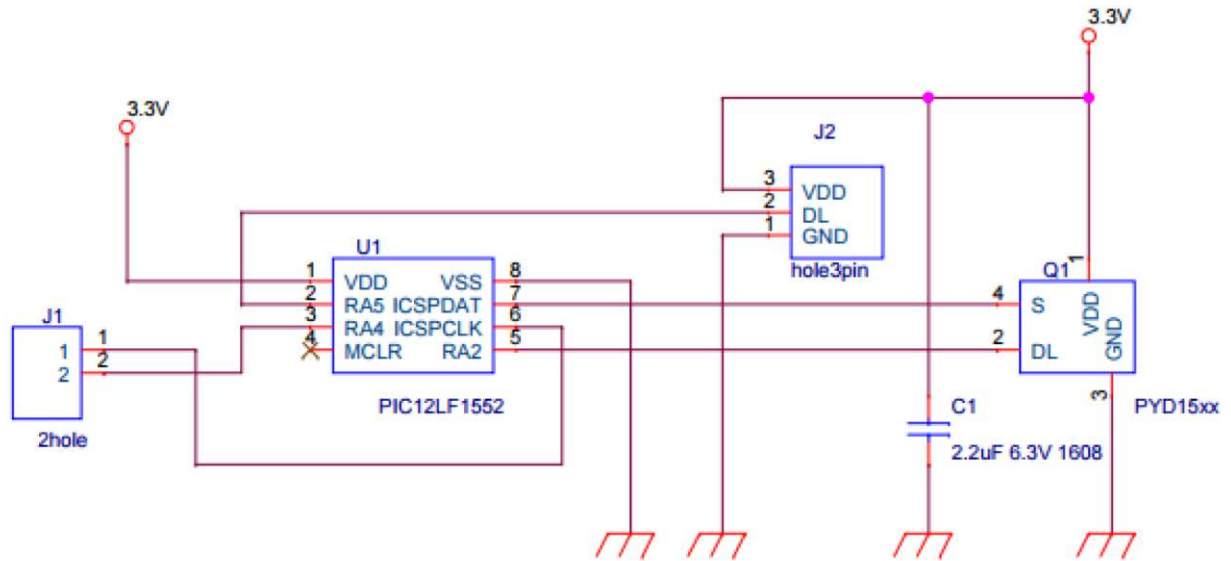 3.3V
3.3V
J2
3 VDD
2 DL
1 GND
hole3pin
U1
1 VDD VSS 8
2 RA5 ICSPDAT 7
3 RA4 ICSPCLK 6
4 MCLR RA2 5
PIC12LF1552
J1
1 1
2 2
2hole
Q1
1 VDD
4 S
2 DL
GND 3
PYD15xx
C1
2.2uF 6.3V 1608